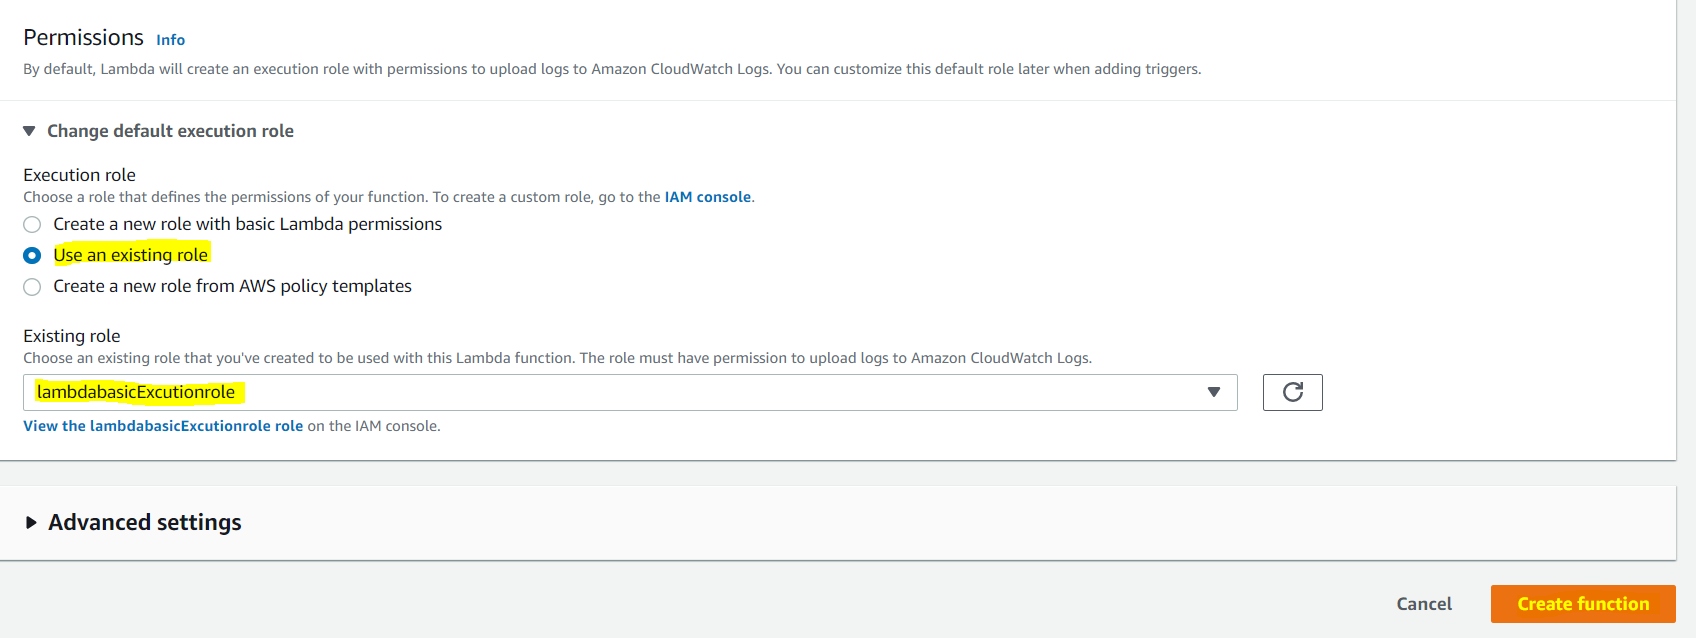 Permissions Info
By default, Lambda will create an execution role with permissions to upload logs to Amazon CloudWatch Logs. You can customize this default role later when adding triggers.
Change default execution role
Execution role
Choose a role that defines the permissions of your function. To create a custom role, go to the IAM console.
Create a new role with basic Lambda permissions
Use an existing role
Create a new role from AWS policy templates
Existing role
Choose an existing role that you've created to be used with this Lambda function. The role must have permission to upload logs to Amazon CloudWatch Logs.
lambdabasicExcutionrole
View the lambdabasicExcutionrole role on the IAM console.
Advanced settings
Cancel Create function